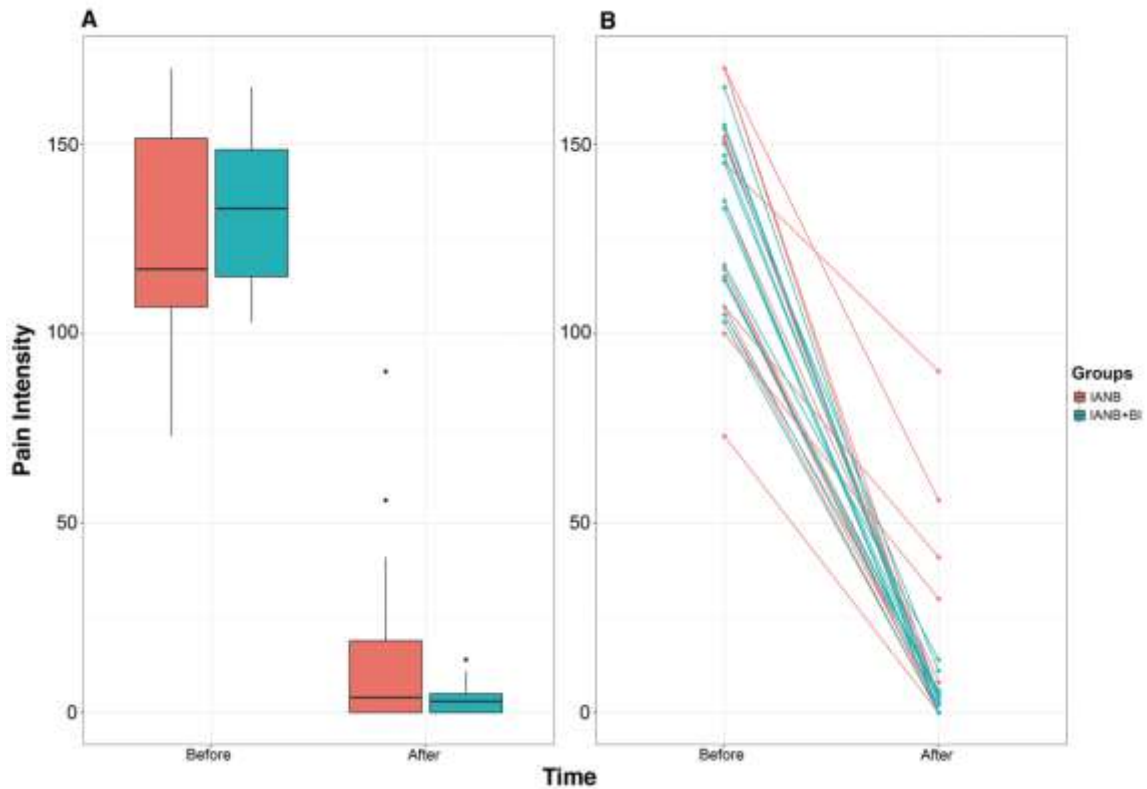 A
B
Pain Intensity
150
100
50
0
Before
After
150
100
50
0
Before
After
Time
Groups
IANB
IANB+BI